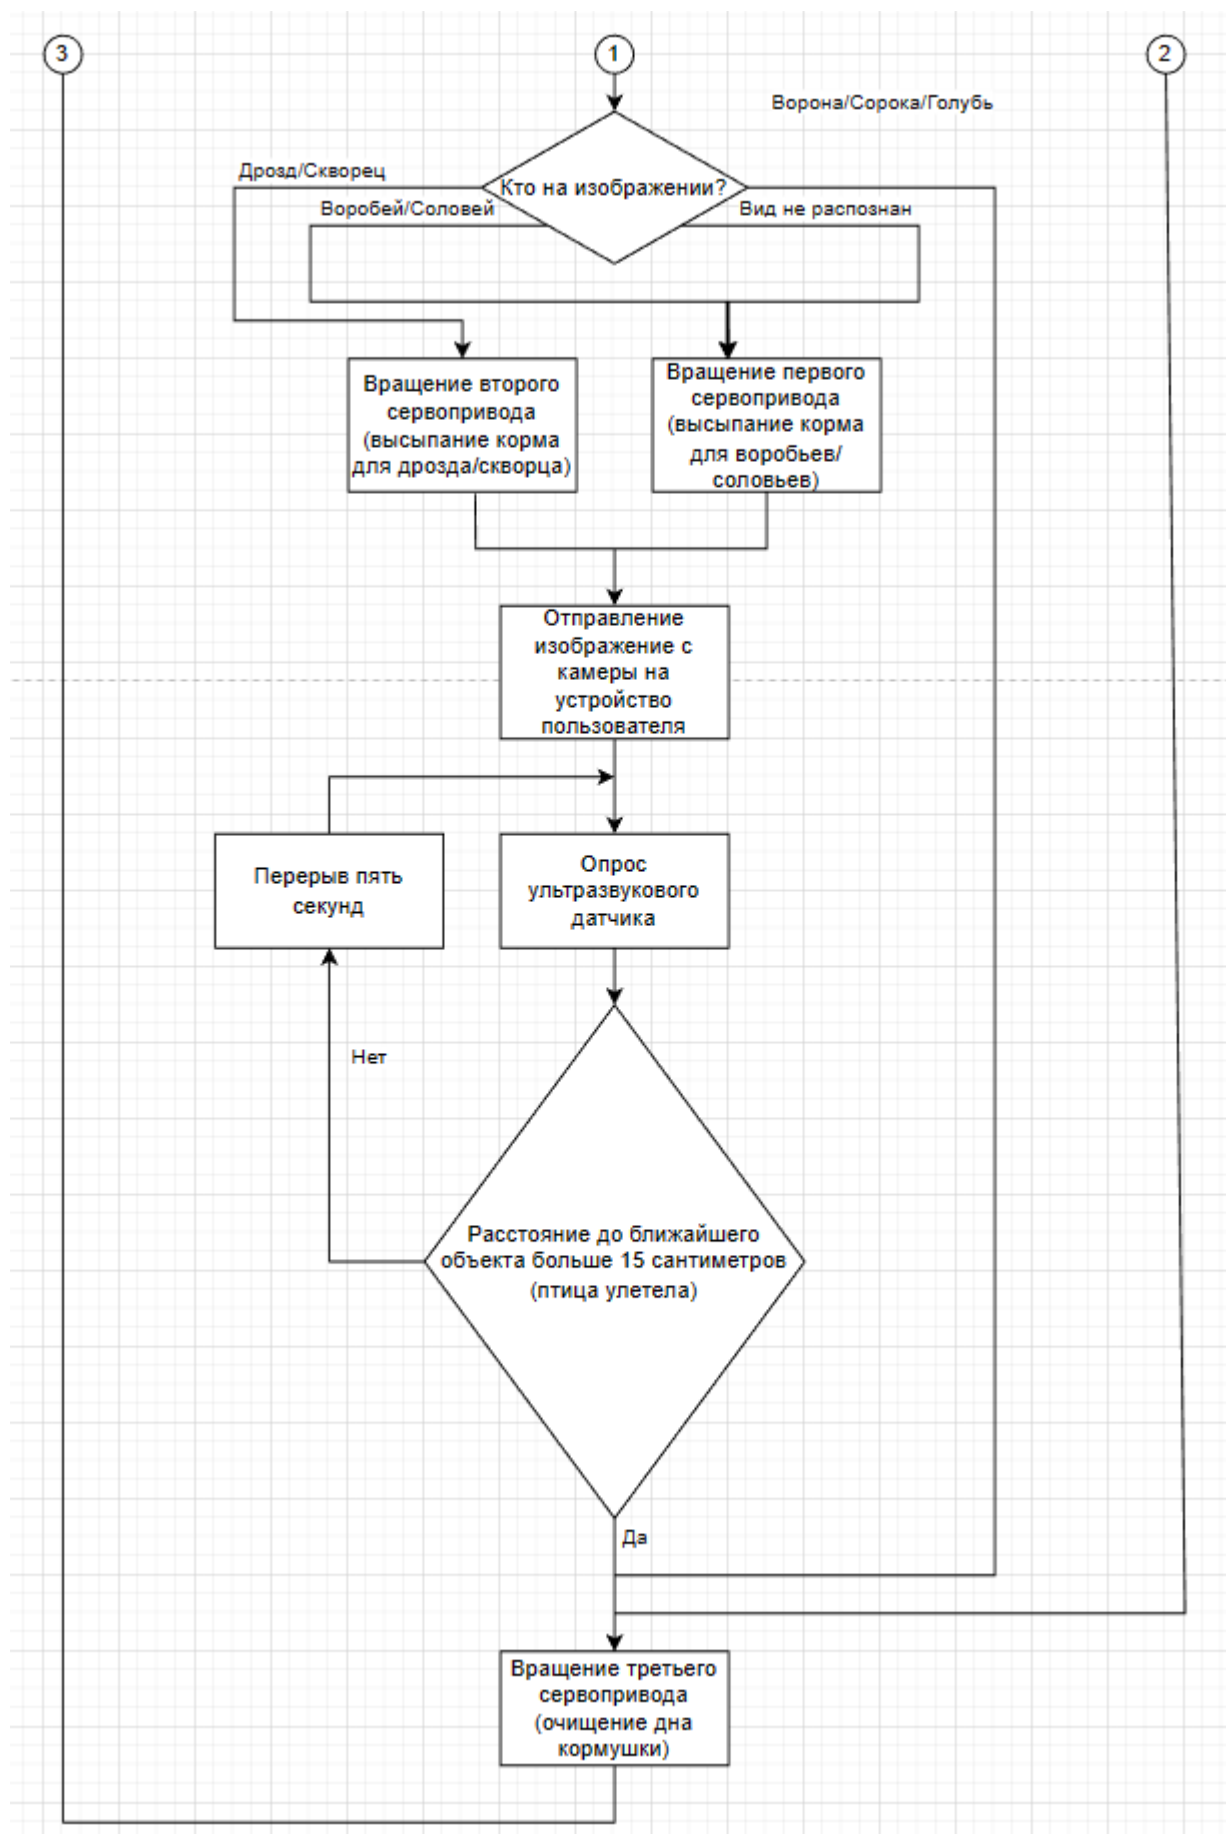 3
1
2
Ворона/Сорока/Голубь
Дрозд/Скворец
Кто на изображении?
Воробей/Соловей
Вид не распознан
Вращение второго
сервопривода
(высыпание корма
для дрозда/скворца)
Вращение первого
сервопривода
(высыпание корма
для воробьев/
соловьев)
Отправление
изображение с
камеры на
устройство
пользователя
Перерыв пять
секунд
Опрос
ультразвукового
датчика
Нет
Расстояние до ближайшего
объекта больше 15 сантиметров
(птица улетела)
Да
Вращение третьего
сервопривода
(очищение дна
кормушки)